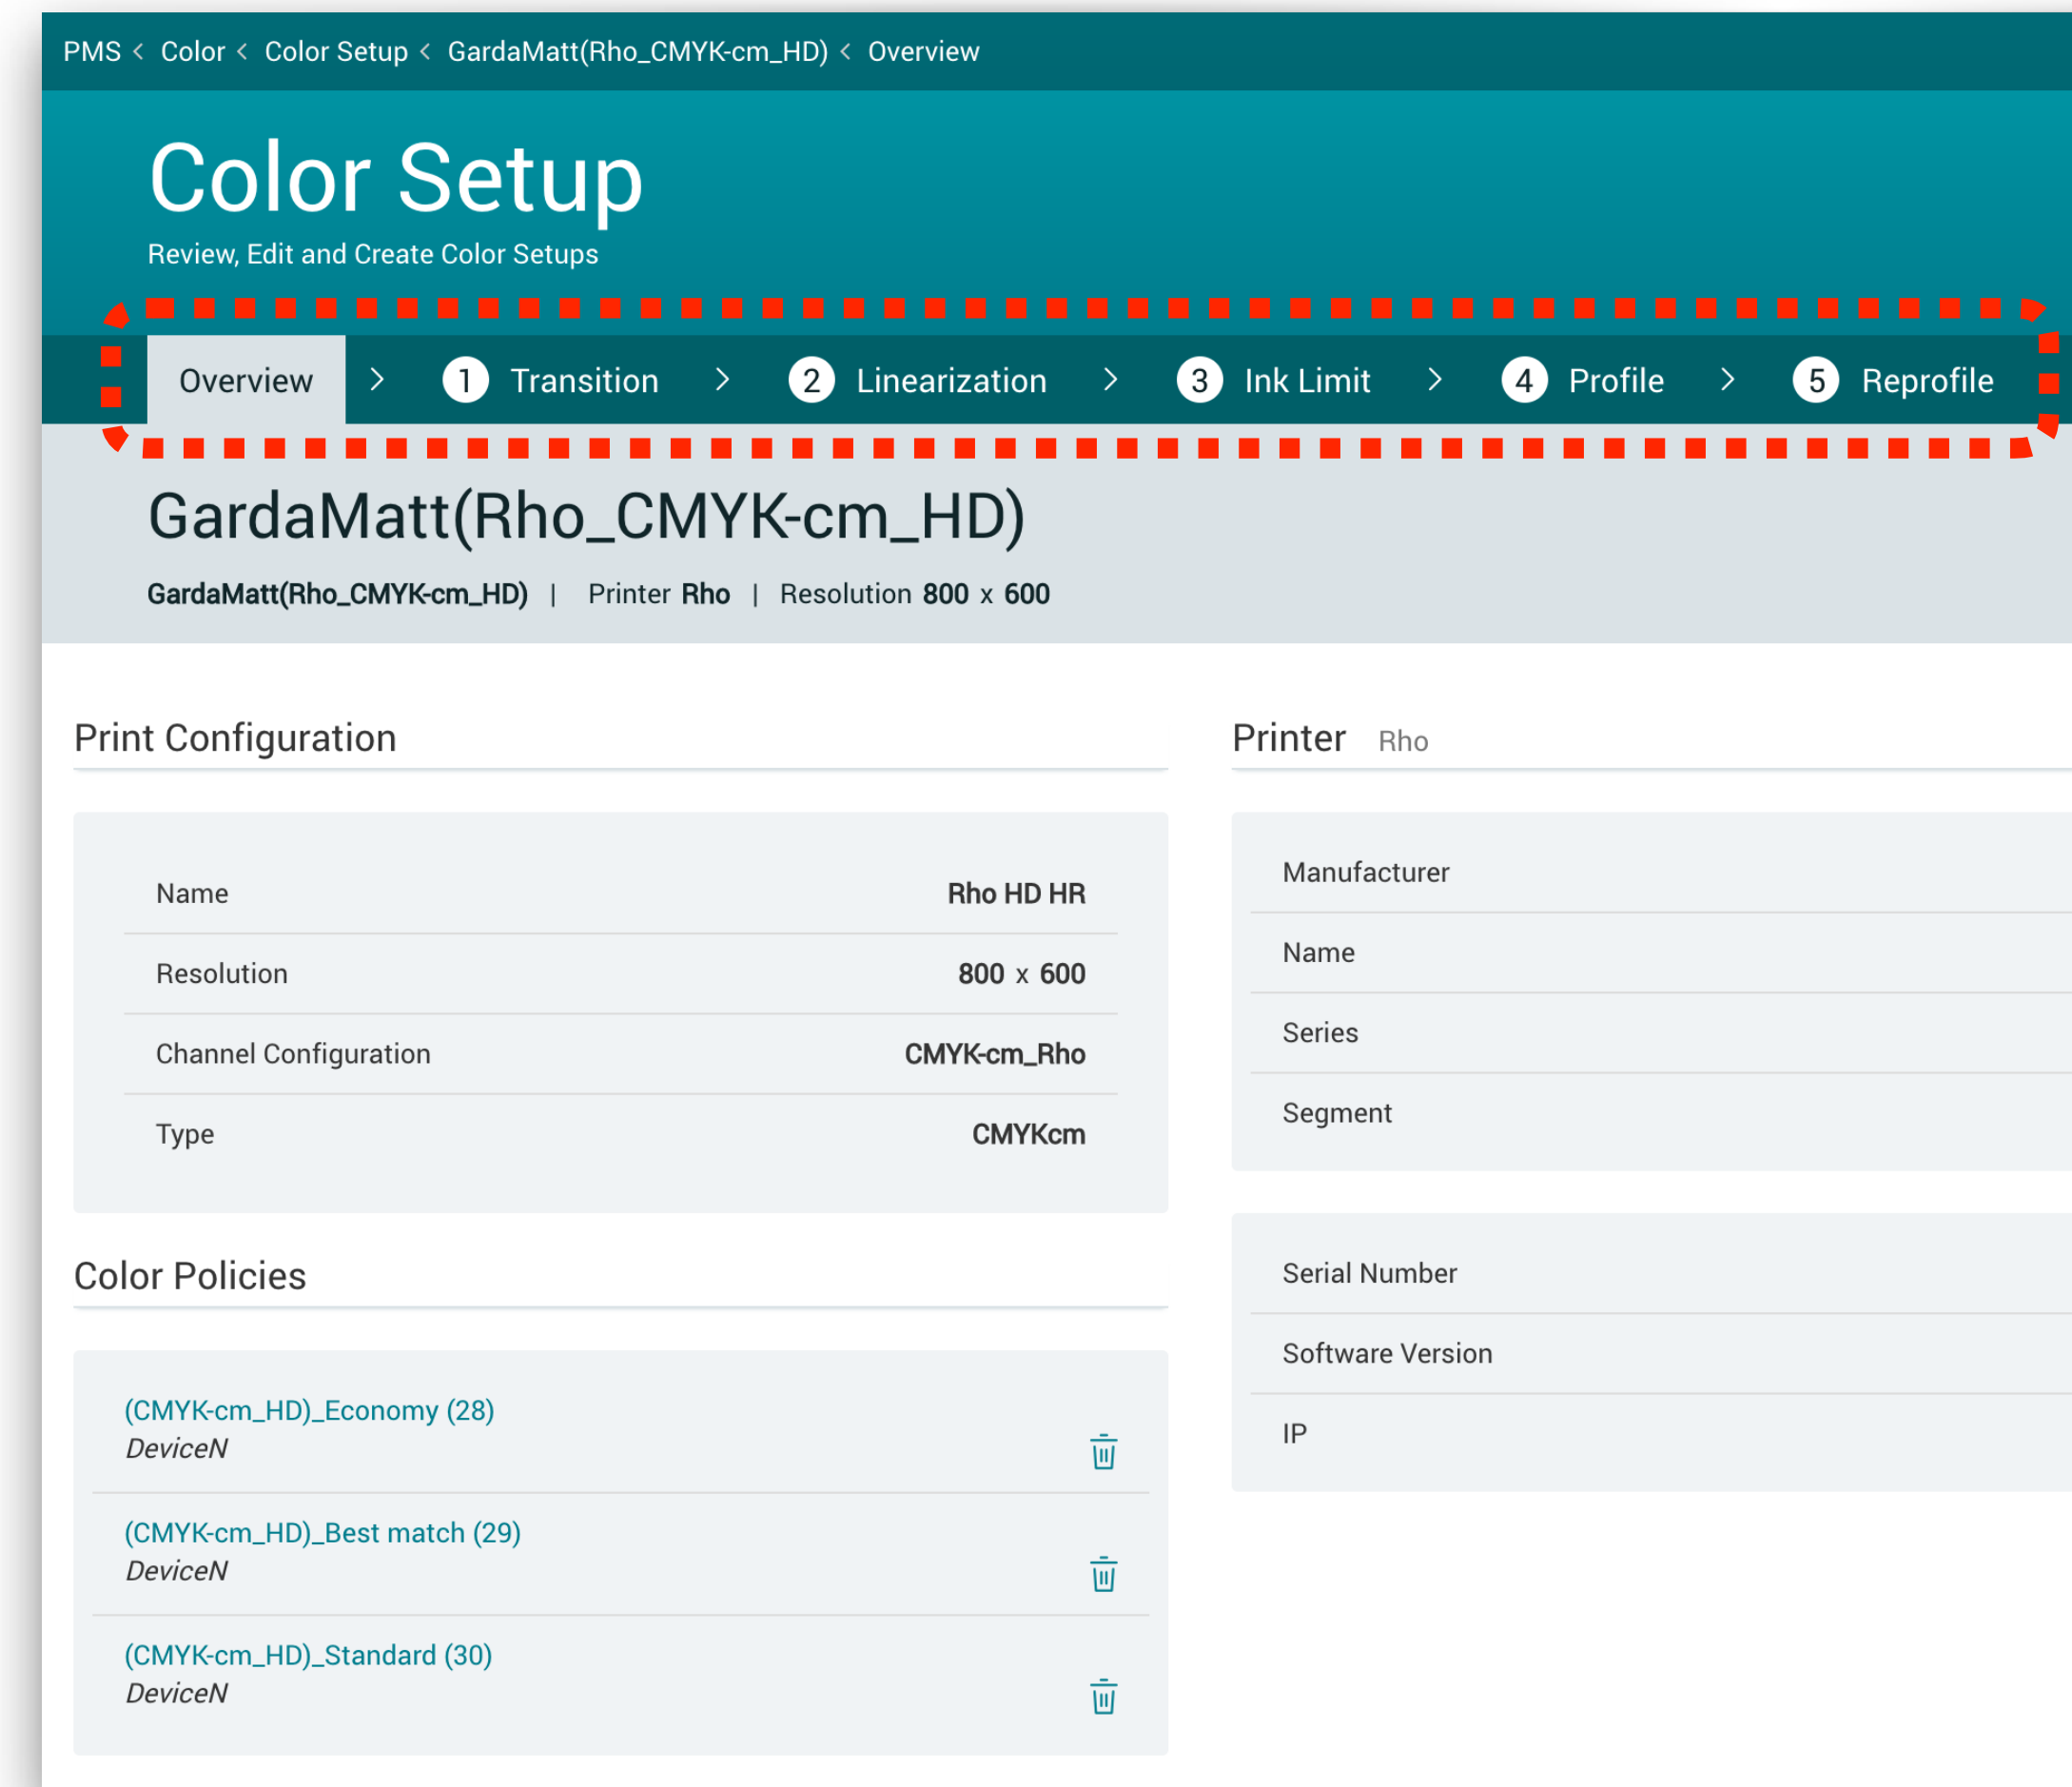 PMS < Color < Color Setup < GardaMatt(Rho_CMYK-cm_HD) < Overview
Color Setup
Review, Edit and Create Color Setups
Overview > 1 Transition > 2 Linearization > 3 Ink Limit > 4 Profile > 5 Reprofile
GardaMatt(Rho_CMYK-cm_HD)
GardaMatt(Rho_CMYK-cm_HD) | Printer Rho | Resolution 800 x 600
Print Configuration
Name Rho HD HR
Resolution 800 x 600
Channel Configuration CMYK-cm_Rho
Type CMYKcm
Color Policies
(CMYK-cm_HD)_Economy (28)
DeviceN
(CMYK-cm_HD)_Best match (29)
DeviceN
(CMYK-cm_HD)_Standard (30)
DeviceN
Printer Rho
Manufacturer
Name
Series
Segment
Serial Number
Software Version
IP